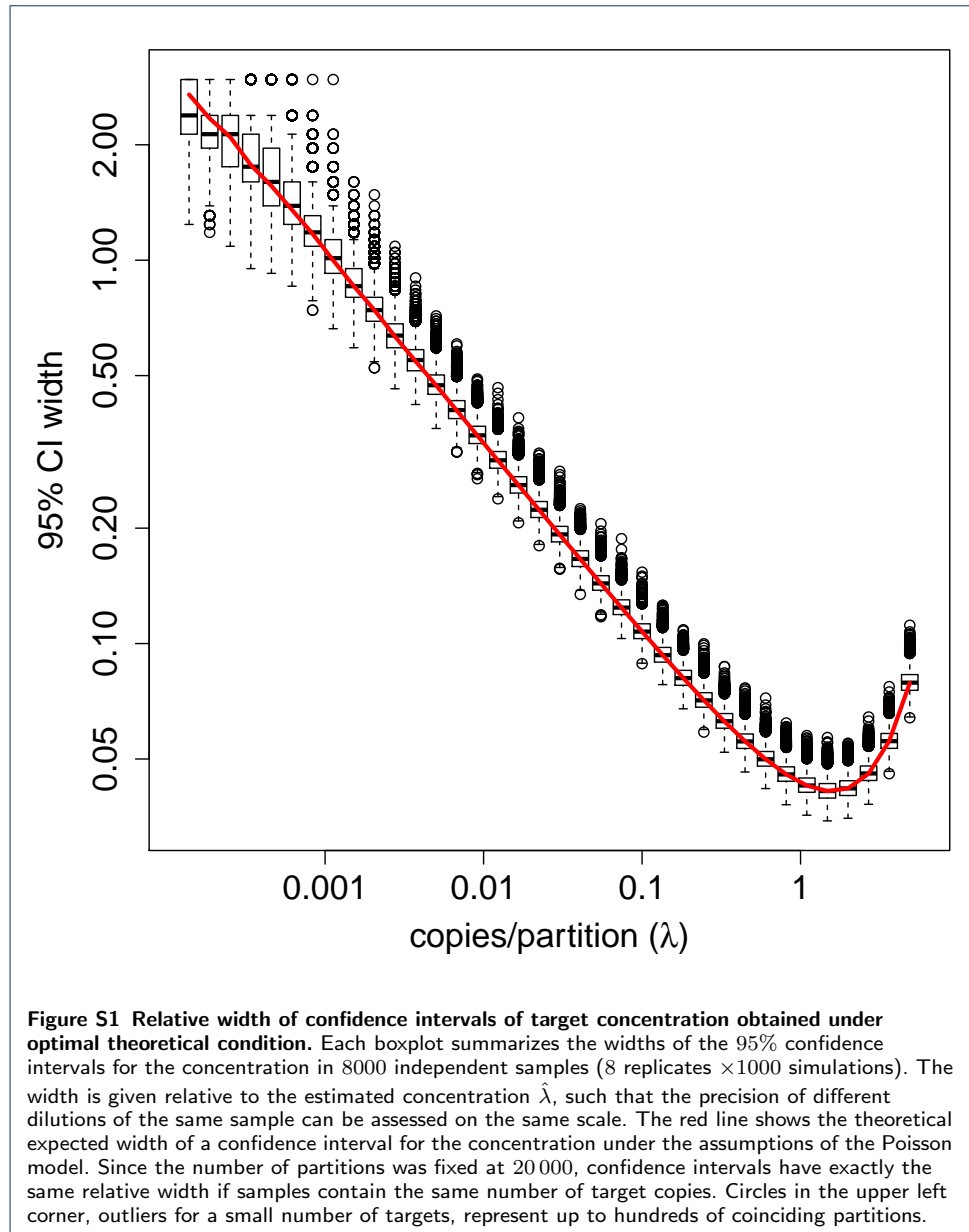 2.00
1.00
0.50
0.20
0.10
0.05
95% CI width
0.001 0.01 0.1 1
copies/partition (λ)
Figure S1 Relative width of confidence intervals of target concentration obtained under
optimal theoretical condition. Each boxplot summarizes the widths of the 95% confidence
intervals for the concentration in 8000 independent samples (8 replicates ×1000 simulations). The
width is given relative to the estimated concentration λ̂, such that the precision of different
dilutions of the same sample can be assessed on the same scale. The red line shows the theoretical
expected width of a confidence interval for the concentration under the assumptions of the Poisson
model. Since the number of partitions was fixed at 20 000, confidence intervals have exactly the
same relative width if samples contain the same number of target copies. Circles in the upper left
corner, outliers for a small number of targets, represent up to hundreds of coinciding partitions.